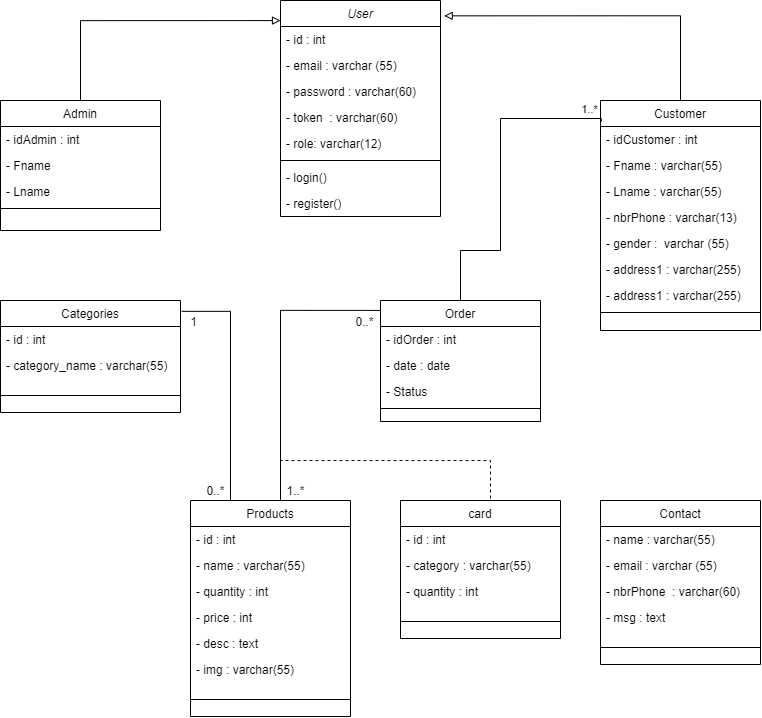 User
- id : int
- email : varchar (55)
- password : varchar(60)
- token  : varchar(60)
- role: varchar(12)
- login()
- register()
Admin
- idAdmin : int
- Fname
- Lname
1..*
Customer
- idCustomer : int
- Fname : varchar(55)
- Lname : varchar(55)
- nbrPhone : varchar(13)
- gender :  varchar (55)
- address1 : varchar(255)
- address1 : varchar(255)
Categories
- id : int
- category_name : varchar(55)
1
0..*
Order
- idOrder : int
- date : date
- Status
0..*
1..*
Products
- id : int
- name : varchar(55)
- quantity : int
- price : int
- desc : text
- img : varchar(55)
card
- id : int
- category : varchar(55)
- quantity : int
Contact
- name : varchar(55)
- email : varchar (55)
- nbrPhone  : varchar(60)
- msg : text